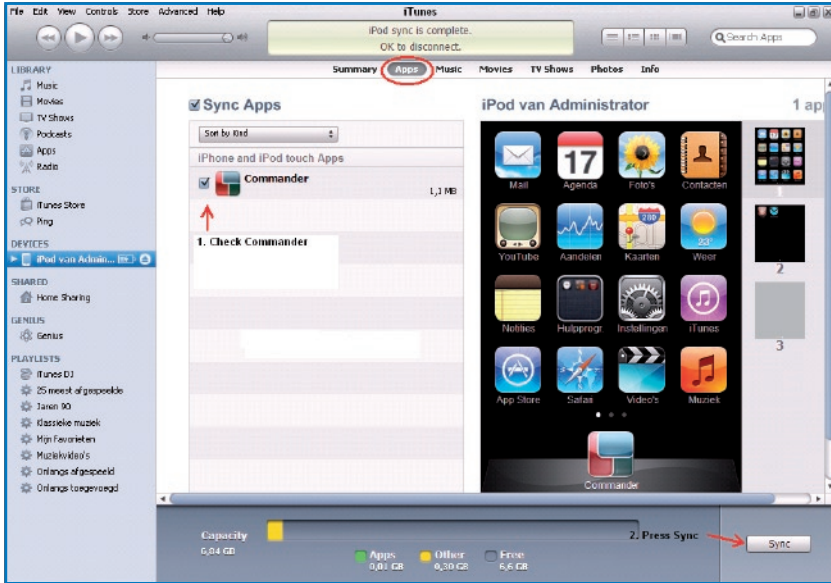 File Edit View Controls Store Advanced Help
iTunes
iPod sync is complete.
OK to disconnect.
Search Apps
Summary Apps Music Movies TV Shows Photos Info
LIBRARY
Music
Movies
TV Shows
Podcasts
Apps
Radio
STORE
iTunes Store
Ping
DEVICES
iPod van Admin...
SHARED
Home Sharing
GENIUS
Genius
PLAYLISTS
iTunes DJ
25 meest afgespeelde
Jaren 90
Klassieke muziek
Mijn Favorieten
Muziekvideo's
Onlangs afgespeeld
Onlangs toegevoegd
Sync Apps
Sort by Kind
iPhone and iPod touch Apps
Commander
1,1 MB
1. Check Commander
iPod van Administrator
1 app
17
280
23°
Mail Agenda Foto's Contacten
YouTube Aandelen Kaarten Weer
Notities Hulpprogr. Instellingen iTunes
App Store Safari Video's Muziek
Commander
1
2
3
Capacity
6,04 GB
Apps
0,01 GB
Other
0,30 GB
Free
6,6 GB
2. Press Sync
Sync